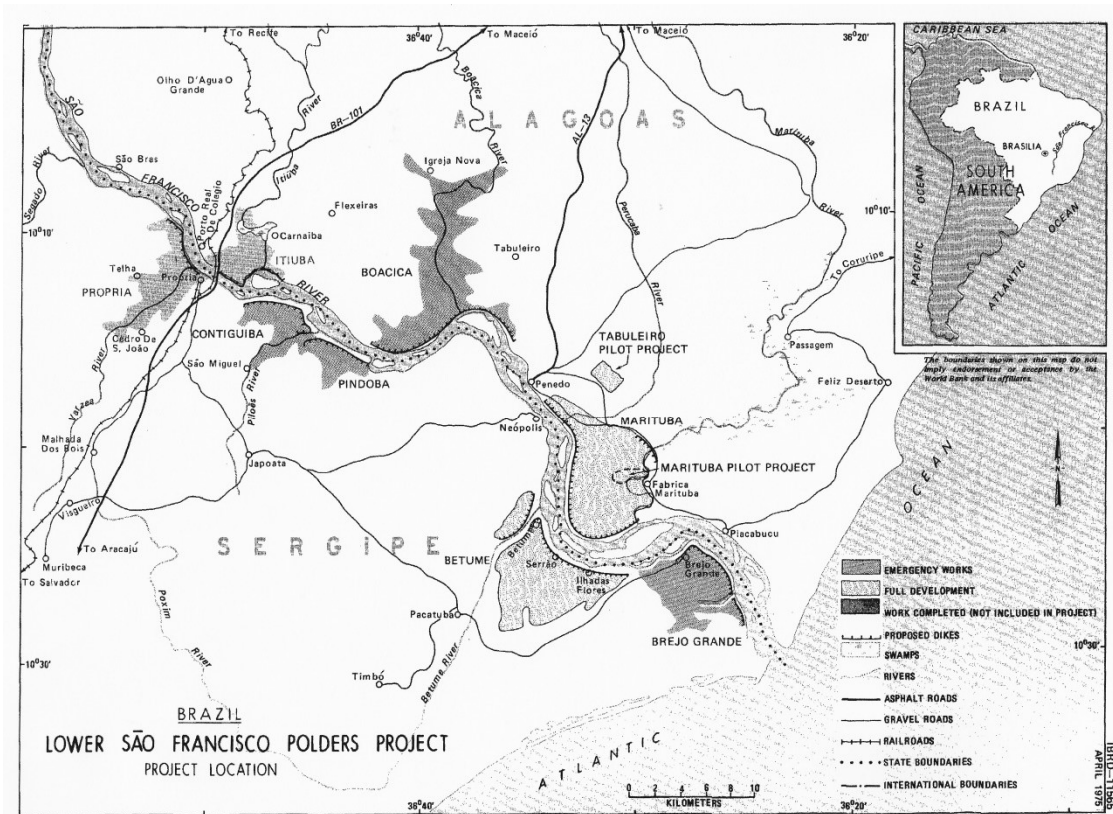 36°40'
36°20'
To Recife
To Maceió
To Maceió
Olho D'Agua
Grande
River
BR-101
Boacica
River
ALAGOAS
AL-13
Marituba
River
SÃO
FRANCISCO
RIVER
São Bras
Segado River
Porto Real
De Colegio
Itiuba
Igreja Nova
Flexeiras
Carnaiba
ITIUBA
BOACICA
Tabuleiro
Perucaba
River
10°10'
10°10'
To Coruripe
Telha
Propria
PROPRIA
CONTIGUIBA
Cedro De
S. João
São Miguel
Piloẽs River
PINDOBA
TABULEIRO
PILOT PROJECT
Passagem
Feliz Deserto
Penedo
Neópolis
MARITUBA
River
Varzea
Malhada
Dos Bois
Japoata
MARITUBA PILOT PROJECT
Fabrica
Marituba
Visgueiro
To Aracajú
Muribeca
To Salvador
SERGIPE
BETUME
Betume
Serrão
Ilhadas
Flores
Piacabucu
Brejo
Grande
BREJO GRANDE
Poxim
River
Pacatuba
Betume River
Timbó
10°30'
10°30'
OCEAN
ATLANTIC
36°40'
36°20'
0 2 4 6 8 10
KILOMETERS
BRAZIL
LOWER SÃO FRANCISCO POLDERS PROJECT
PROJECT LOCATION
CARIBBEAN SEA
BRAZIL
BRASILIA
São Francisco R.
SOUTH
AMERICA
PACIFIC OCEAN
ATLANTIC OCEAN
The boundaries shown on this map do not
imply endorsement or acceptance by the
World Bank and its affiliates.
N
EMERGENCY WORKS
FULL DEVELOPMENT
WORK COMPLETED (NOT INCLUDED IN PROJECT)
PROPOSED DIKES
SWAMPS
RIVERS
ASPHALT ROADS
GRAVEL ROADS
RAILROADS
STATE BOUNDARIES
INTERNATIONAL BOUNDARIES
APRIL 1975